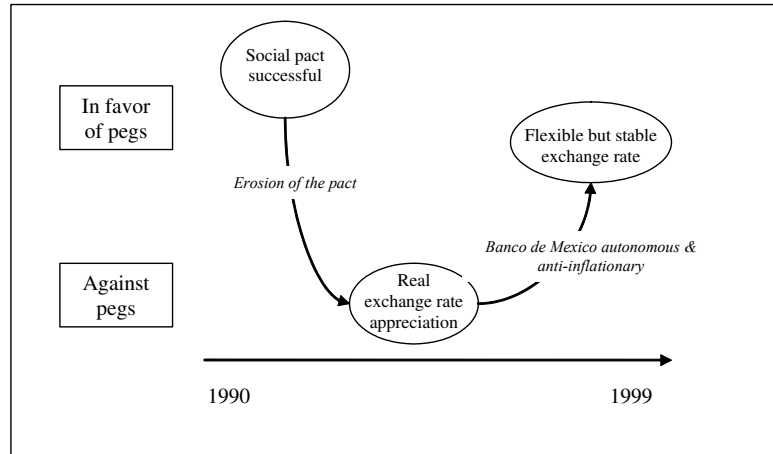 Social pact
successful
In favor
of pegs
Flexible but stable
exchange rate
Erosion of the pact
Banco de Mexico autonomous &
anti-inflationary
Against
pegs
Real
exchange rate
appreciation
1990
1999